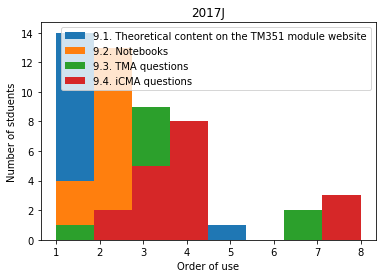 2017J
9.1. Theoretical content on the TM351 module website
9.2. Notebooks
9.3. TMA questions
9.4. iCMA questions
Number of stduents
14
12
10
8
6
4
2
0
1 2 3 4 5 6 7 8
Order of use